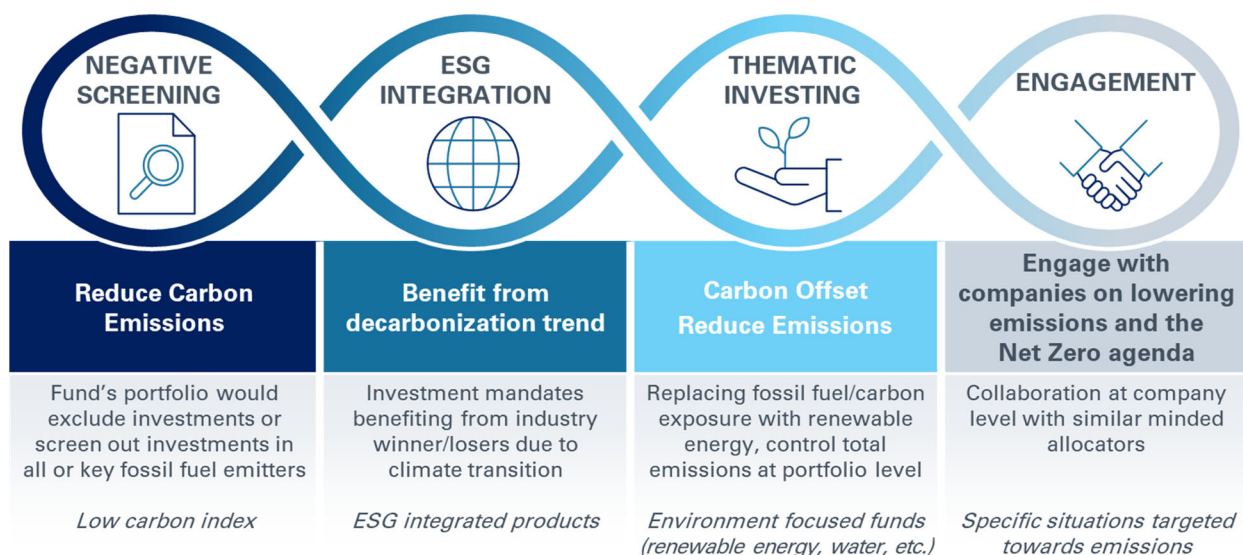 NEGATIVE
SCREENING
ESG
INTEGRATION
THEMATIC
INVESTING
ENGAGEMENT
Reduce Carbon
Emissions
Benefit from
decarbonization trend
Carbon Offset
Reduce Emissions
Engage with
companies on lowering
emissions and the
Net Zero agenda
Fund's portfolio would
exclude investments or
screen out investments in
all or key fossil fuel emitters
Low carbon index
Investment mandates
benefiting from industry
winner/losers due to
climate transition
ESG integrated products
Replacing fossil fuel/carbon
exposure with renewable
energy, control total
emissions at portfolio level
Environment focused funds
(renewable energy, water, etc.)
Collaboration at company
level with similar minded
allocators
Specific situations targeted
towards emissions